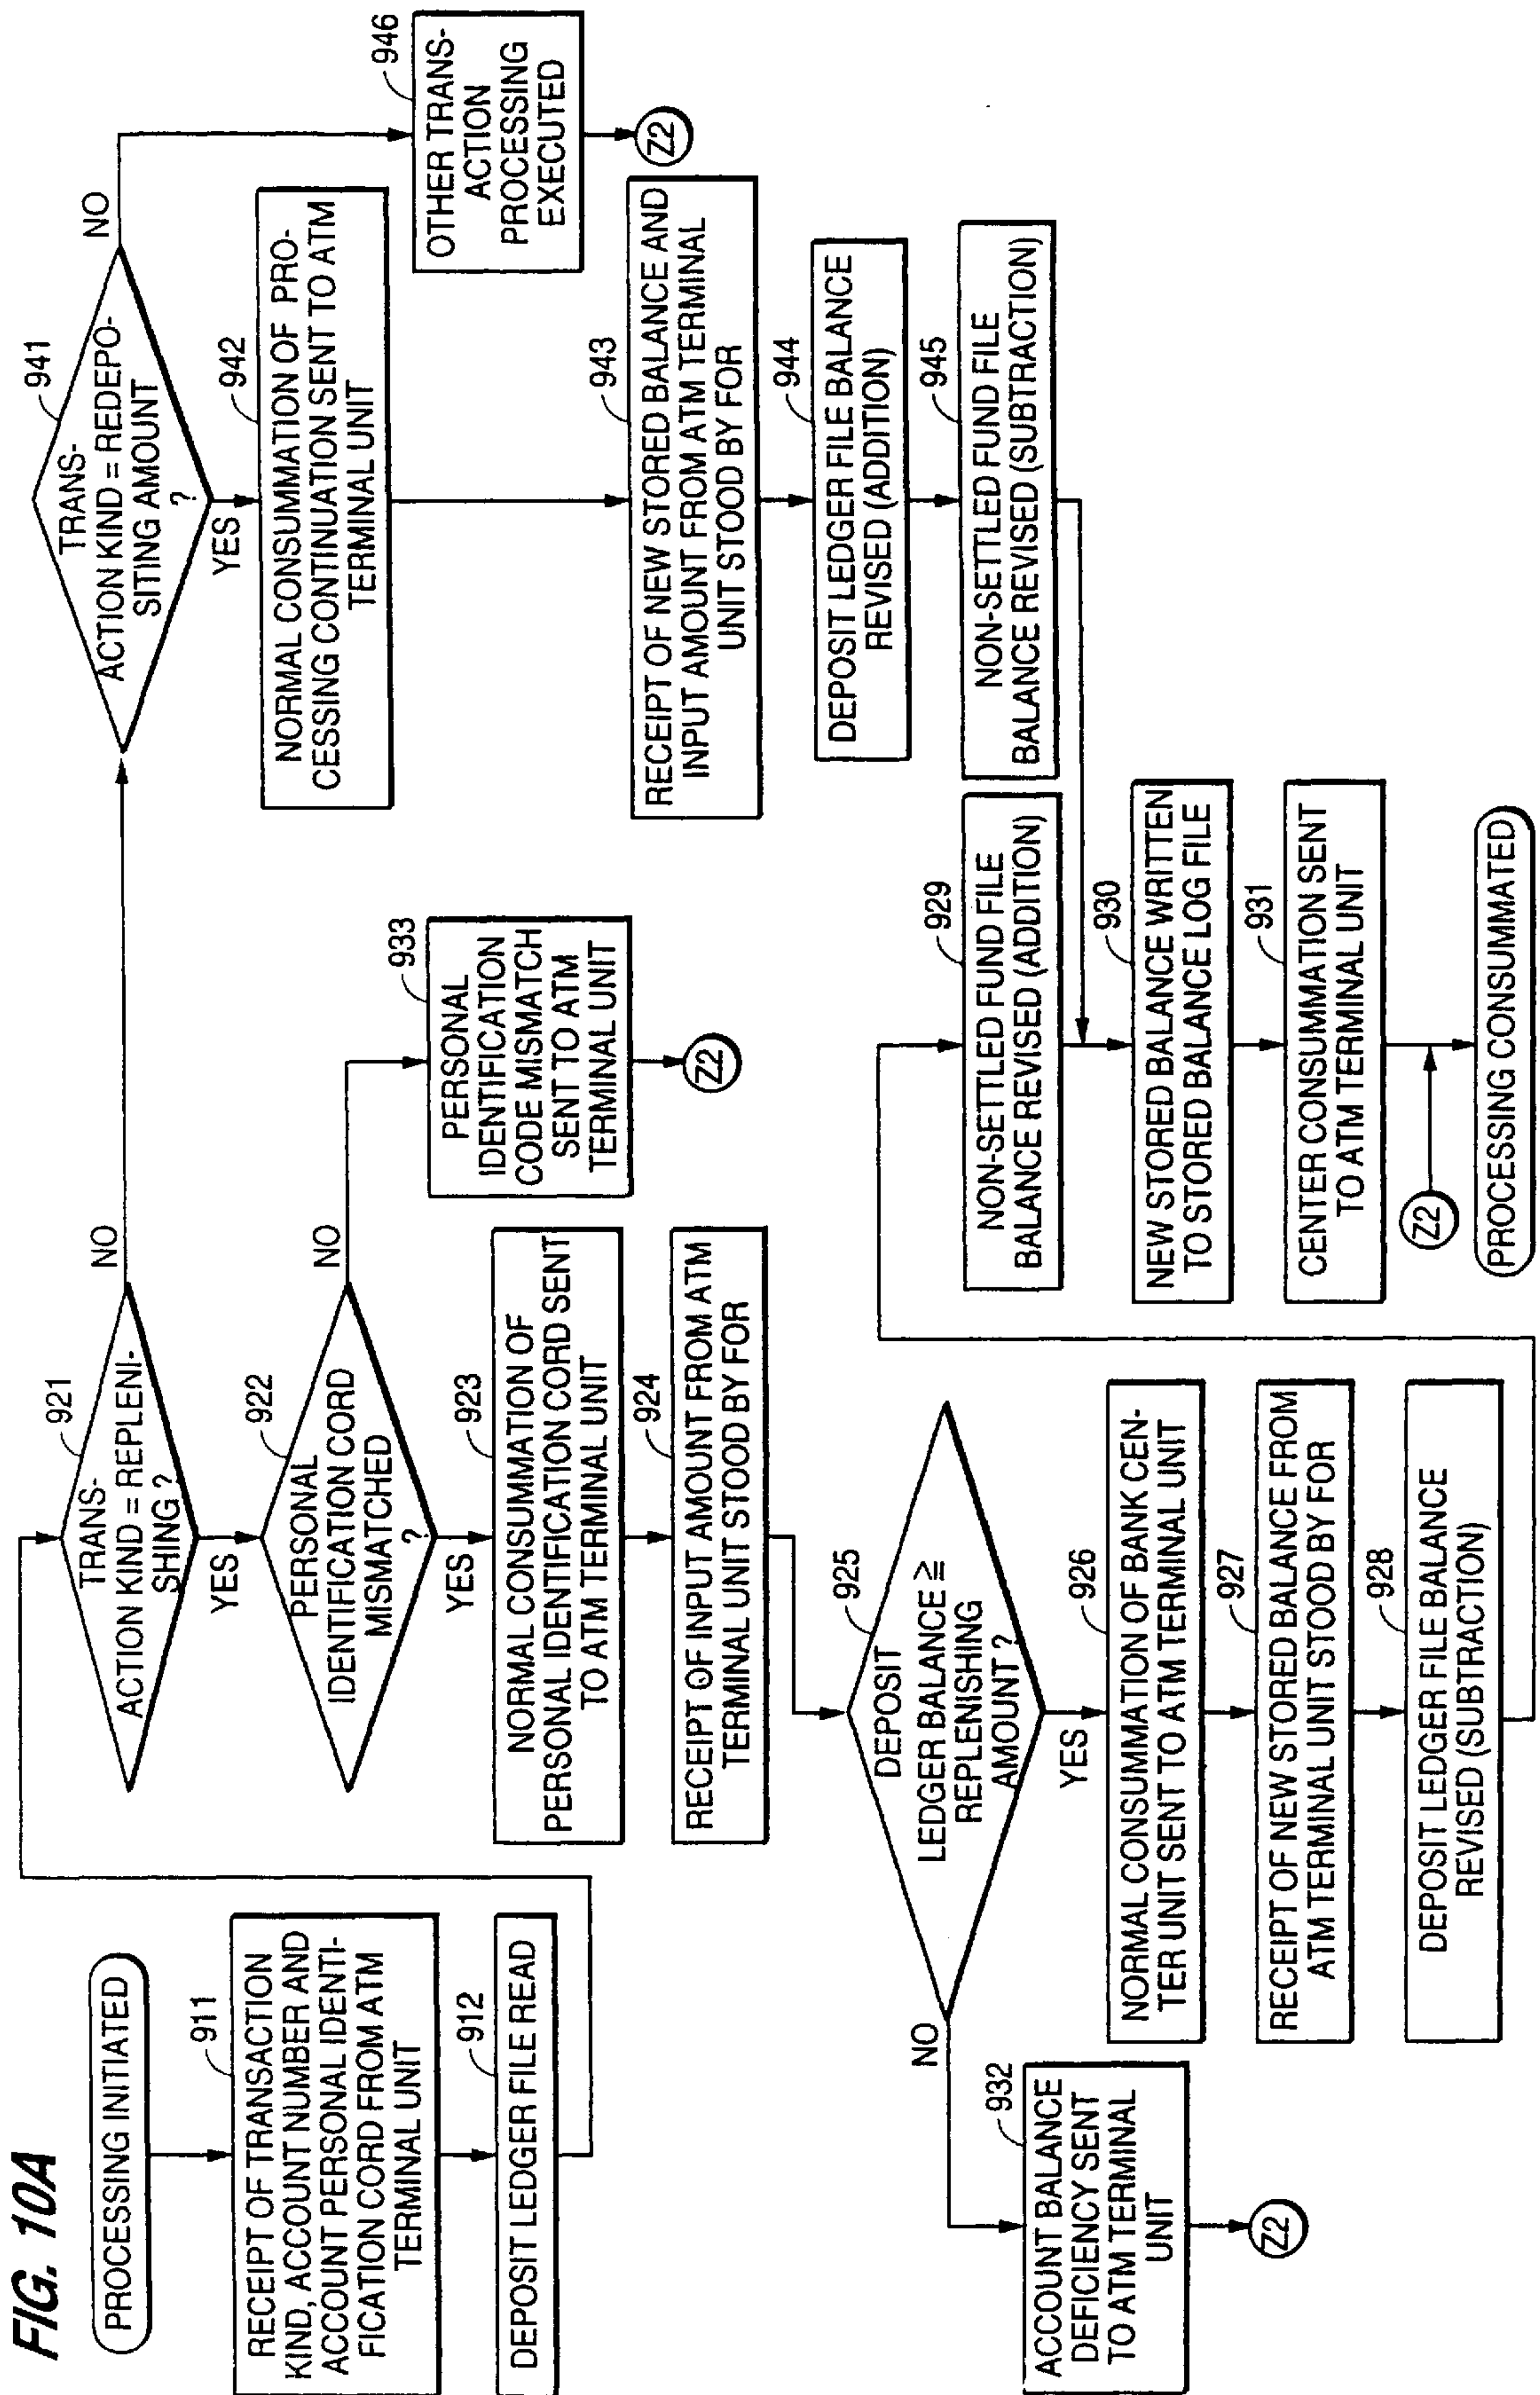 FIG. 10A
PROCESSING INITIATED
911
RECEIPT OF TRANSACTION
KIND, ACCOUNT NUMBER AND
ACCOUNT PERSONAL IDENTI-
FICATION CORD FROM ATM
TERMINAL UNIT
912
DEPOSIT LEDGER FILE READ
921
TRANS-
ACTION KIND = REPLENI-
SHING ?
NO
YES
922
PERSONAL
IDENTIFICATION CORD
MISMATCHED
?
NO
YES
923
NORMAL CONSUMMATION OF
PERSONAL IDENTIFICATION CORD SENT
TO ATM TERMINAL UNIT
924
RECEIPT OF INPUT AMOUNT FROM ATM
TERMINAL UNIT STOOD BY FOR
925
DEPOSIT
LEDGER BALANCE ≧
REPLENISHING
AMOUNT ?
NO
YES
932
ACCOUNT BALANCE
DEFICIENCY SENT
TO ATM TERMINAL
UNIT
Z2
926
NORMAL CONSUMMATION OF BANK CEN-
TER UNIT SENT TO ATM TERMINAL UNIT
927
RECEIPT OF NEW STORED BALANCE FROM
ATM TERMINAL UNIT STOOD BY FOR
928
DEPOSIT LEDGER FILE BALANCE
REVISED (SUBTRACTION)
933
PERSONAL
IDENTIFICATION
CODE MISMATCH
SENT TO ATM
TERMINAL UNIT
Z2
929
NON-SETTLED FUND FILE
BALANCE REVISED (ADDITION)
930
NEW STORED BALANCE WRITTEN
TO STORED BALANCE LOG FILE
931
CENTER CONSUMMATION SENT
TO ATM TERMINAL UNIT
Z2
PROCESSING CONSUMMATED
941
TRANS-
ACTION KIND = REDEPO-
SITING AMOUNT
?
NO
YES
942
NORMAL CONSUMMATION OF PRO-
CESSING CONTINUATION SENT TO ATM
TERMINAL UNIT
946
OTHER TRANS-
ACTION
PROCESSING
EXECUTED
Z2
943
RECEIPT OF NEW STORED BALANCE AND
INPUT AMOUNT FROM ATM TERMINAL
UNIT STOOD BY FOR
944
DEPOSIT LEDGER FILE BALANCE
REVISED (ADDITION)
945
NON-SETTLED FUND FILE
BALANCE REVISED (SUBTRACTION)